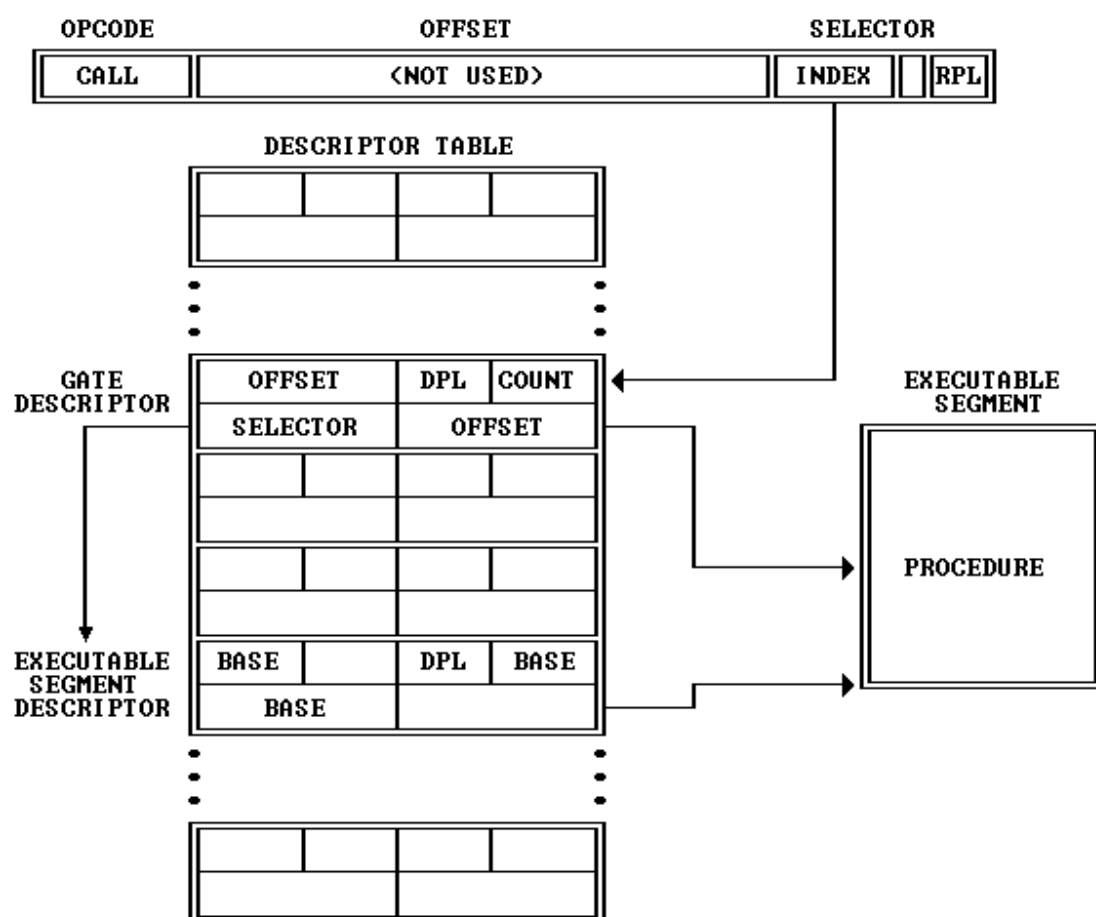 OPCODE OFFSET SELECTOR
CALL <NOT USED> INDEX RPL
DESCRIPTOR TABLE
GATE
DESCRIPTOR
OFFSET DPL COUNT
SELECTOR OFFSET
EXECUTABLE
SEGMENT
PROCEDURE
EXECUTABLE
SEGMENT
DESCRIPTOR
BASE DPL BASE
BASE